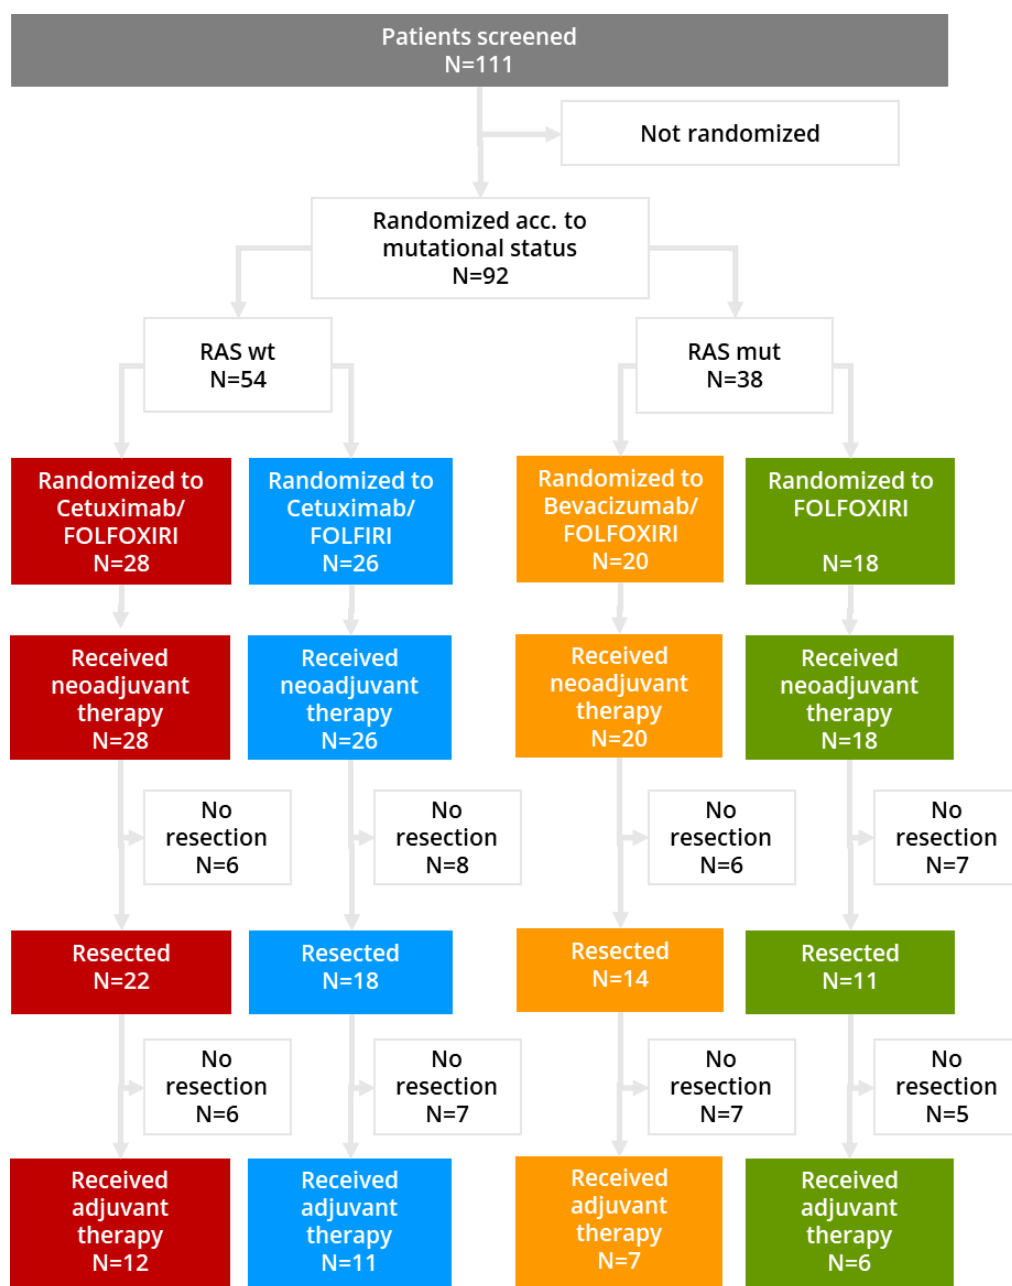 Patients screened
N=111
Not randomized
Randomized acc. to
mutational status
N=92
RAS wt
N=54
RAS mut
N=38
Randomized to
Cetuximab/
FOLFOXIRI
N=28
Randomized to
Cetuximab/
FOLFIRI
N=26
Randomized to
Bevacizumab/
FOLFOXIRI
N=20
Randomized to
FOLFOXIRI
N=18
Received
neoadjuvant
therapy
N=28
Received
neoadjuvant
therapy
N=26
Received
neoadjuvant
therapy
N=20
Received
neoadjuvant
therapy
N=18
No
resection
N=6
No
resection
N=8
No
resection
N=6
No
resection
N=7
Resected
N=22
Resected
N=18
Resected
N=14
Resected
N=11
No
resection
N=6
No
resection
N=7
No
resection
N=7
No
resection
N=5
Received
adjuvant
therapy
N=12
Received
adjuvant
therapy
N=11
Received
adjuvant
therapy
N=7
Received
adjuvant
therapy
N=6